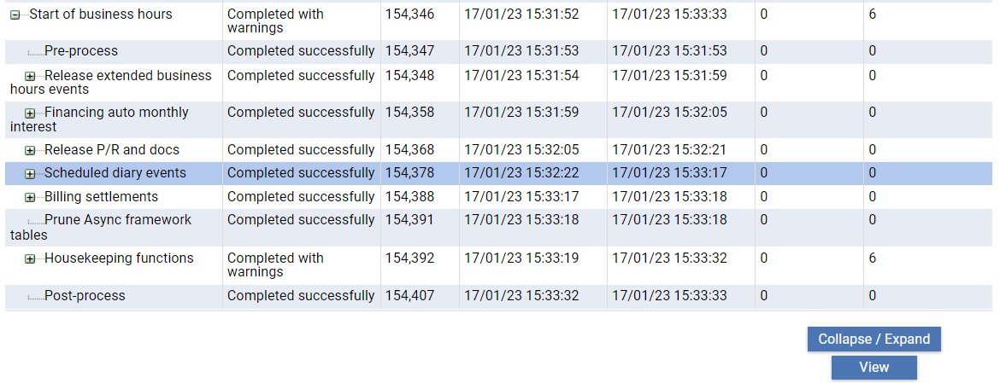 Start of business hours Completed with warnings 154,346 17/01/23 15:31:52 17/01/23 15:33:33 0 6
Pre-process Completed successfully 154,347 17/01/23 15:31:53 17/01/23 15:31:53 0 0
Release extended business hours events Completed successfully 154,348 17/01/23 15:31:54 17/01/23 15:31:59 0 0
Financing auto monthly interest Completed successfully 154,358 17/01/23 15:31:59 17/01/23 15:32:05 0 0
Release P/R and docs Completed successfully 154,368 17/01/23 15:32:05 17/01/23 15:32:21 0 0
Scheduled diary events Completed successfully 154,378 17/01/23 15:32:22 17/01/23 15:33:17 0 0
Billing settlements Completed successfully 154,388 17/01/23 15:33:17 17/01/23 15:33:18 0 0
Prune Async framework tables Completed successfully 154,391 17/01/23 15:33:18 17/01/23 15:33:18 0 0
Housekeeping functions Completed with warnings 154,392 17/01/23 15:33:19 17/01/23 15:33:32 0 6
Post-process Completed successfully 154,407 17/01/23 15:33:32 17/01/23 15:33:33 0 0
Collapse / Expand
View